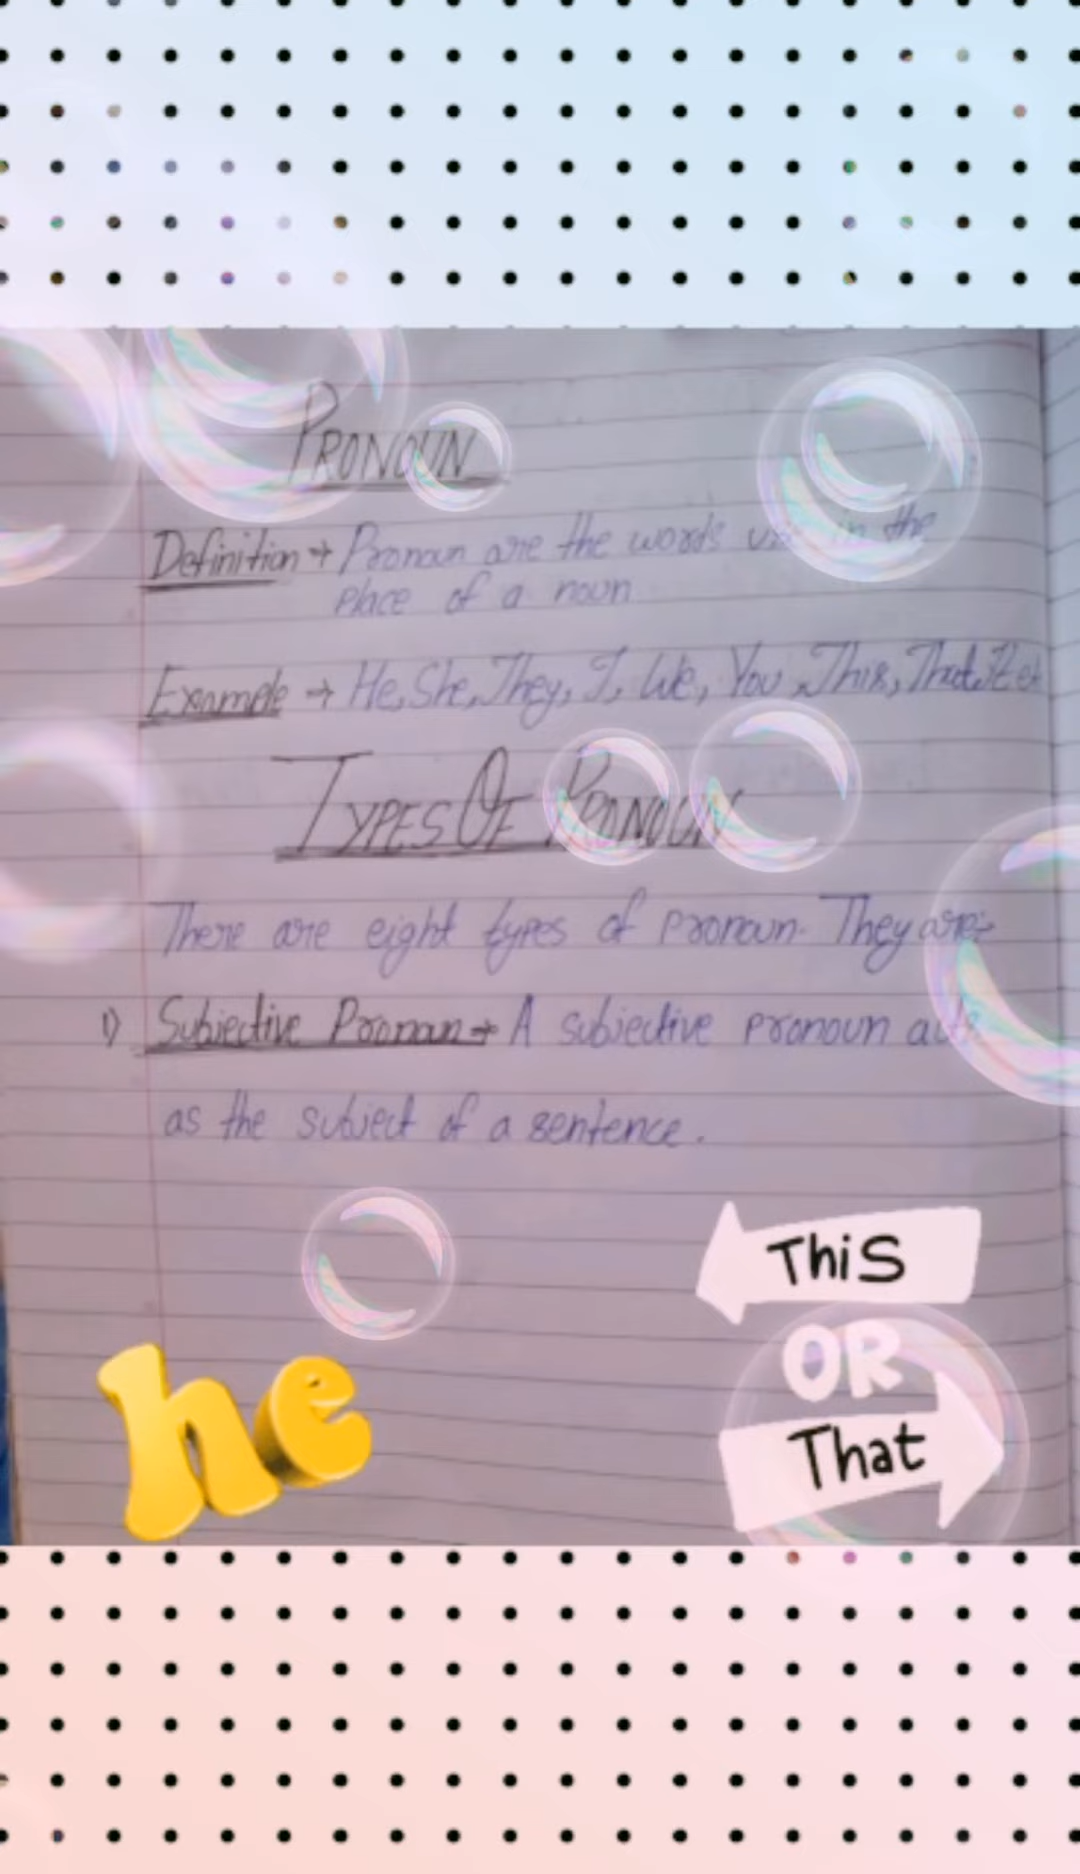 PRONOUN
Definition → Pronoun are the words in the
place of a noun
Example → He, She, They, I, We, You, This, That, It
TYPES OF PRONOUN
There are eight types of pronoun. They are:-
1) Subjective Pronoun → A subjective pronoun
as the subject of a sentence.
This
OR
That
he